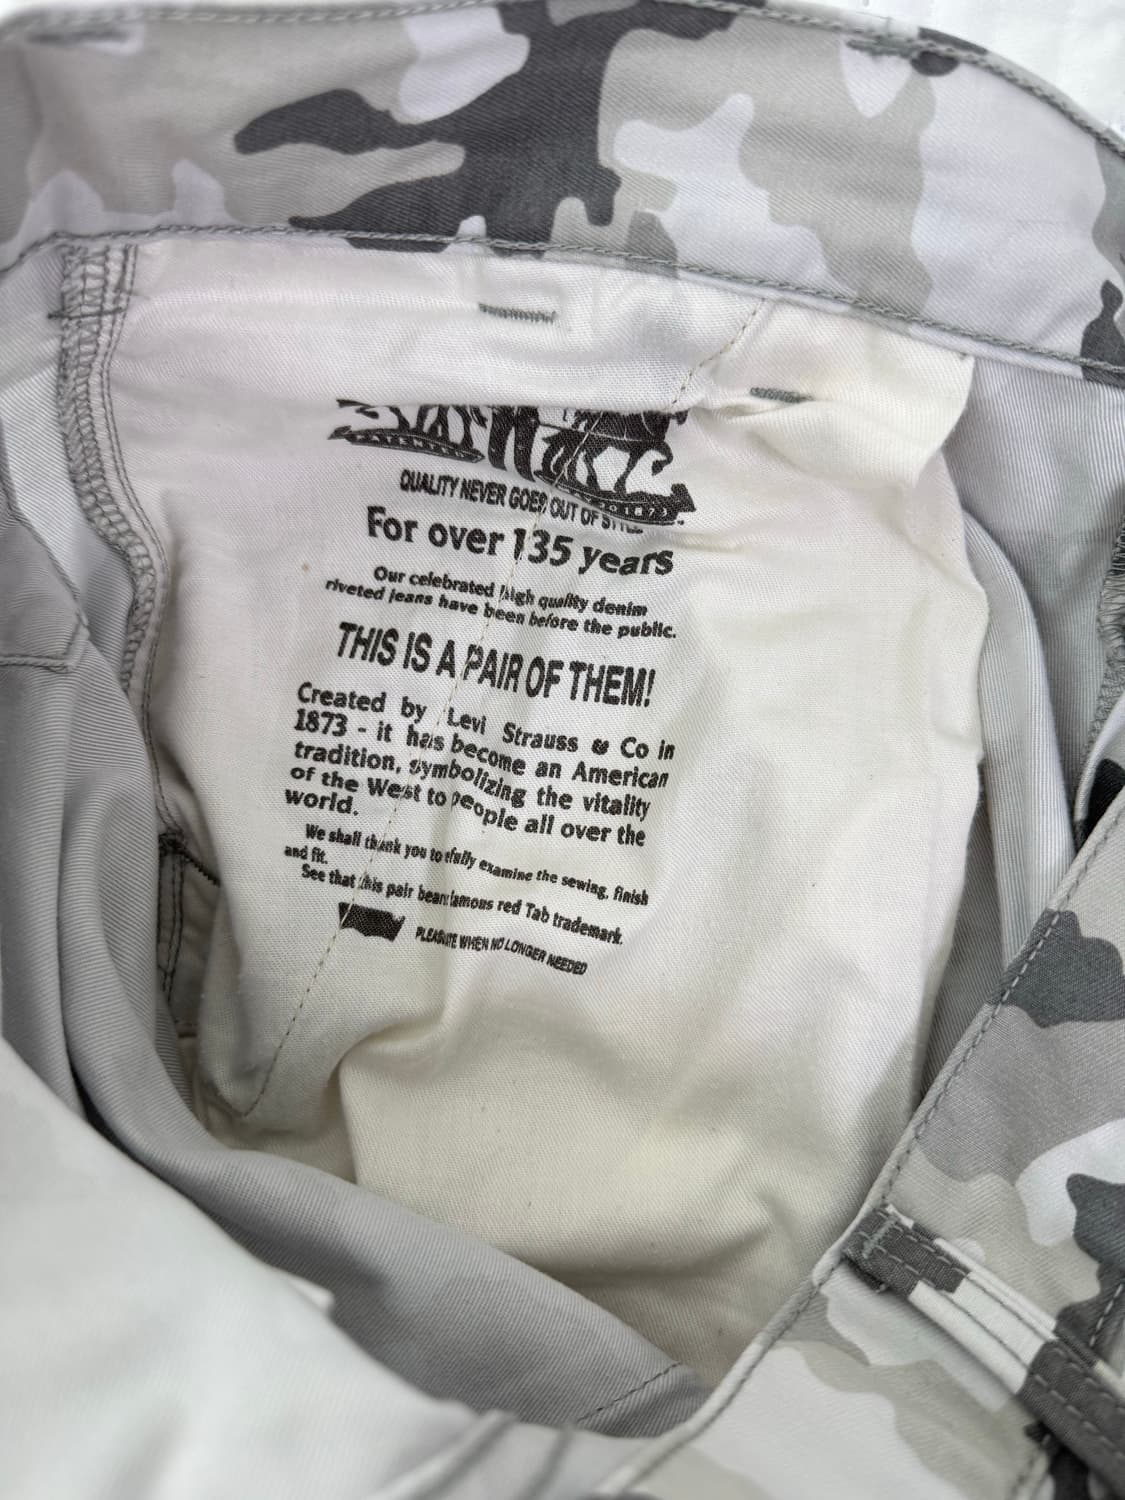 QUALITY NEVER GOES OUT OF STYLE
For over 135 years
Our celebrated high quality denim
riveted jeans have been before the public.
THIS IS A PAIR OF THEM!
Created by Levi Strauss & Co in
1873 - it has become an American
tradition, symbolizing the vitality
of the West to people all over the
world.
We shall thank you to efully examine the sewing, finish
and fit.
See that this pair bears famous red Tab trademark.
WHEN NO LONGER NEEDED